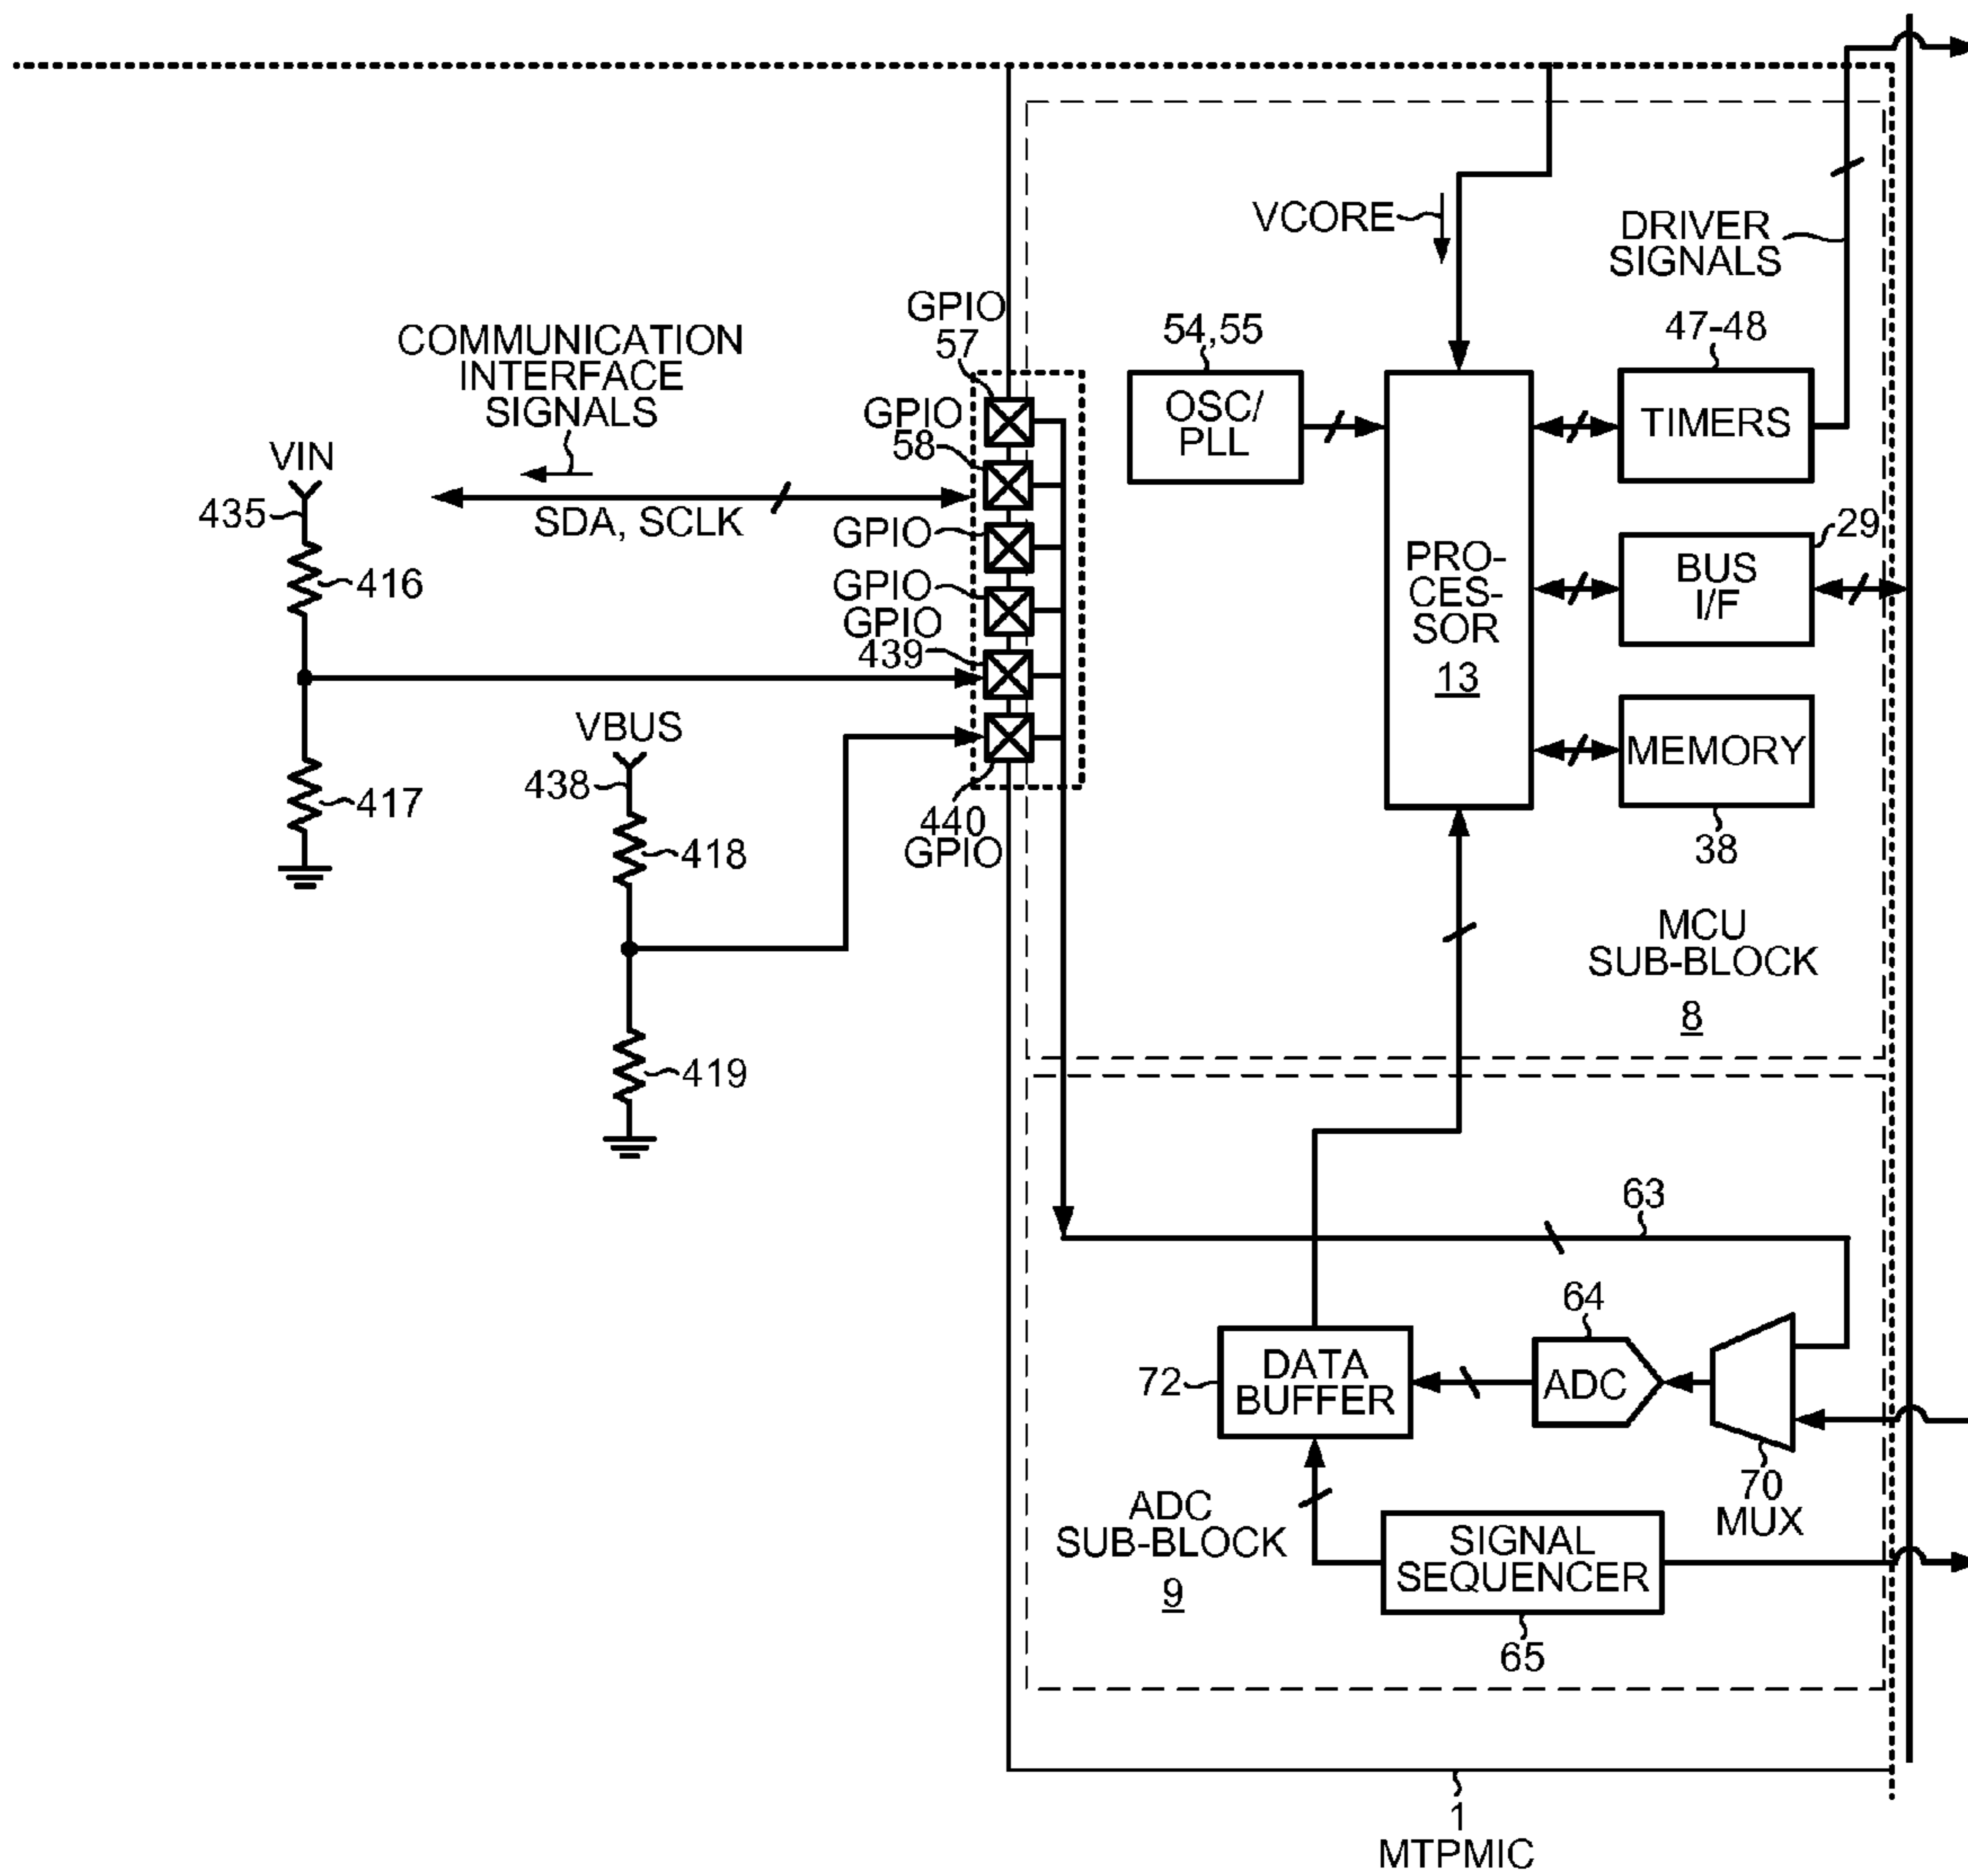 VCORE
DRIVER
SIGNALS
GPIO
57
COMMUNICATION
INTERFACE
SIGNALS
54,55
OSC/
PLL
47-48
TIMERS
GPIO
58
VIN
435
SDA, SCLK
GPIO
29
BUS
I/F
416
GPIO
PRO-
CES-
SOR
13
GPIO
439
VBUS
438
MEMORY
38
417
440
GPIO
418
MCU
SUB-BLOCK
8
419
63
64
ADC
72
DATA
BUFFER
70
MUX
ADC
SUB-BLOCK
9
SIGNAL
SEQUENCER
65
1
MTPMIC